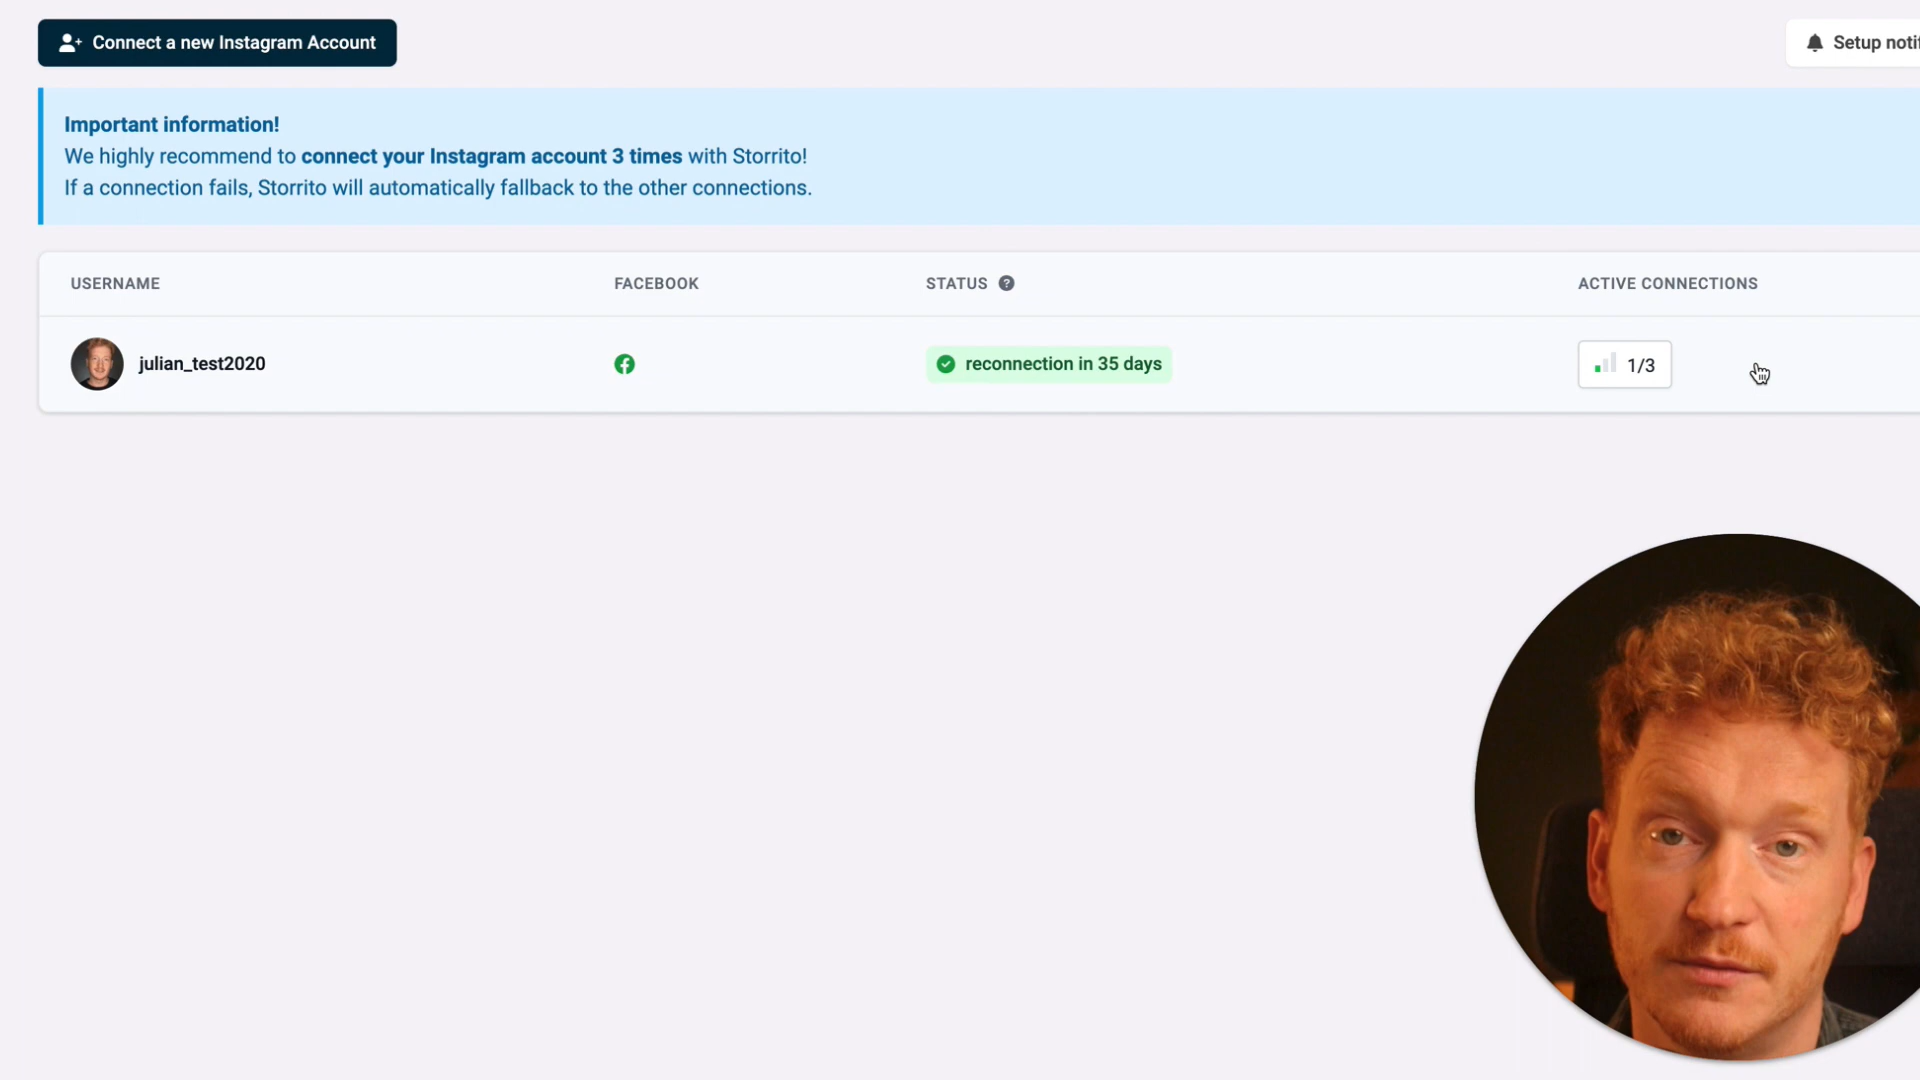 Connect a new Instagram Account
Setup notif
Important information!
We highly recommend to connect your Instagram account 3 times with Storrito!
If a connection fails, Storrito will automatically fallback to the other connections.
USERNAME FACEBOOK STATUS ? ACTIVE CONNECTIONS
julian_test2020 reconnection in 35 days 1/3